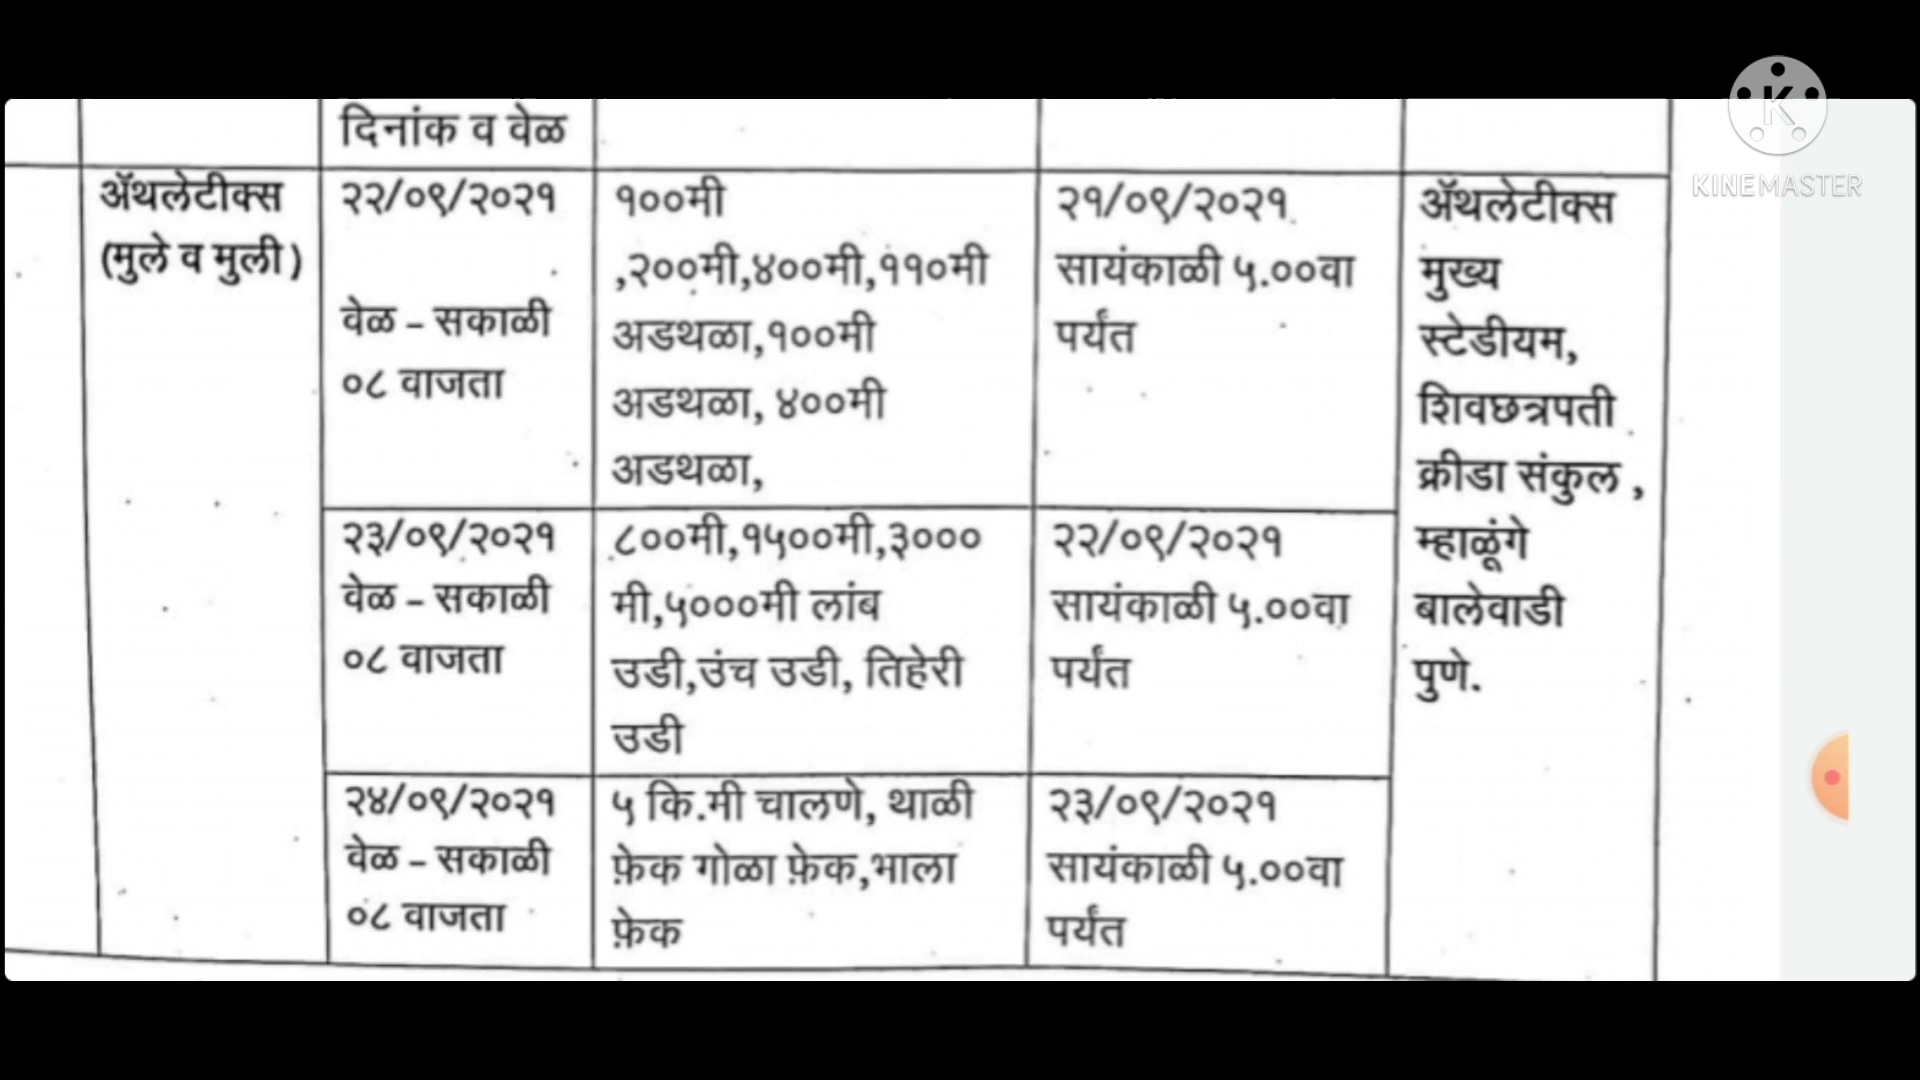 दिनांक व वेळ
ॲथलेटीक्स
(मुले व मुली)
२२/०९/२०२१
वेळ – सकाळी
०८ वाजता
१००मी
,२००मी,४००मी,११०मी
अडथळा,१००मी
अडथळा, ४००मी
अडथळा,
२१/०९/२०२१
सायंकाळी ५.००वा
पर्यंत
ॲथलेटीक्स
मुख्य
स्टेडीयम,
शिवछत्रपती
क्रीडा संकुल ,
म्हाळूंगे
बालेवाडी
पुणे.
२३/०९/२०२१
वेळ – सकाळी
०८ वाजता
८००मी,१५००मी,३०००
मी,५०००मी लांब
उडी,उंच उडी, तिहेरी
उडी
२२/०९/२०२१
सायंकाळी ५.००वा
पर्यंत
२४/०९/२०२१
वेळ – सकाळी
०८ वाजता
५ कि.मी चालणे, थाळी
फ़ेक गोळा फ़ेक,भाला
फ़ेक
२३/०९/२०२१
सायंकाळी ५.००वा
पर्यंत
K
KINEMASTER